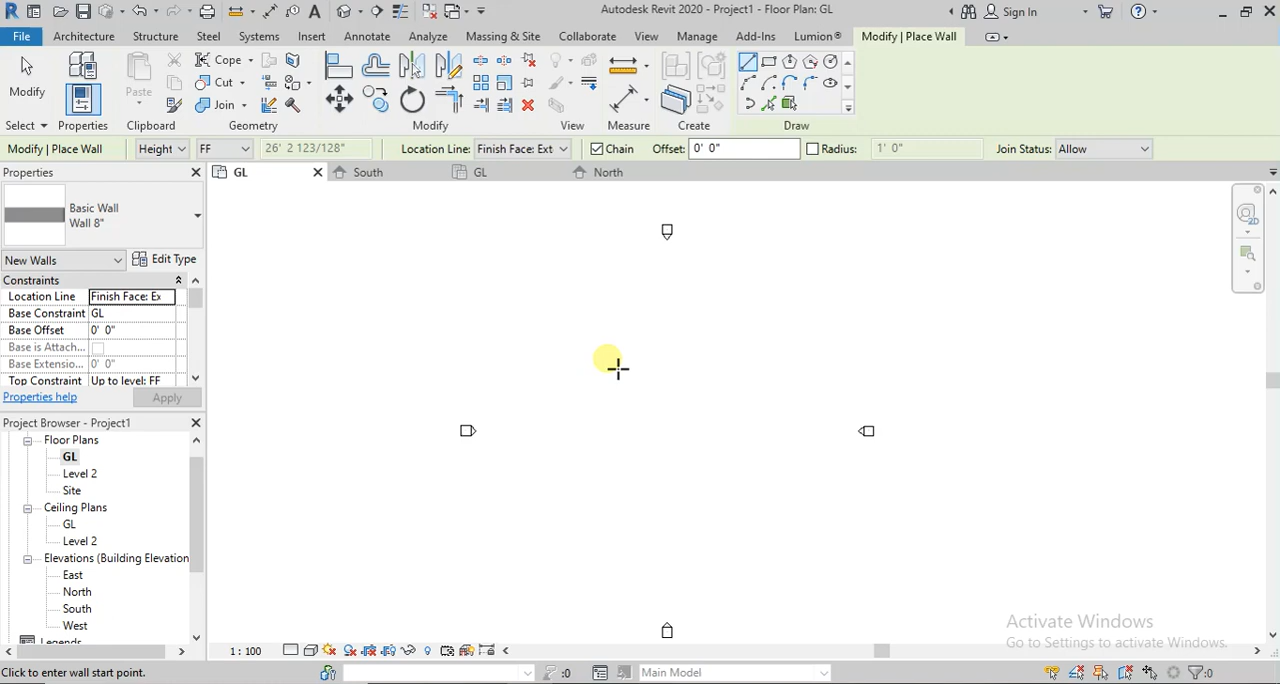 Autodesk Revit 2020 - Project1 - Floor Plan: GL
Sign In
File Architecture Structure Steel Systems Insert Annotate Analyze Massing & Site Collaborate View Manage Add-Ins Lumion® Modify | Place Wall
Modify
Paste
Cope
Cut
Join
Select Properties Clipboard Geometry Modify View Measure Create Draw
Modify | Place Wall Height FF 26' 2 123/128" Location Line: Finish Face: Ext Chain Offset: 0' 0" Radius: 1' 0" Join Status: Allow
Properties
GL South GL North
Basic Wall
Wall 8"
New Walls Edit Type
Constraints
Location Line Finish Face: Ex
Base Constraint GL
Base Offset 0' 0"
Base is Attach...
Base Extensio... 0' 0"
Top Constraint Up to level: FF
Properties help Apply
Project Browser - Project1
Floor Plans
GL
Level 2
Site
Ceiling Plans
GL
Level 2
Elevations (Building Elevation
East
North
South
West
Legends
2D
Activate Windows
Go to Settings to activate Windows.
1 : 100
Click to enter wall start point. :0 Main Model :0